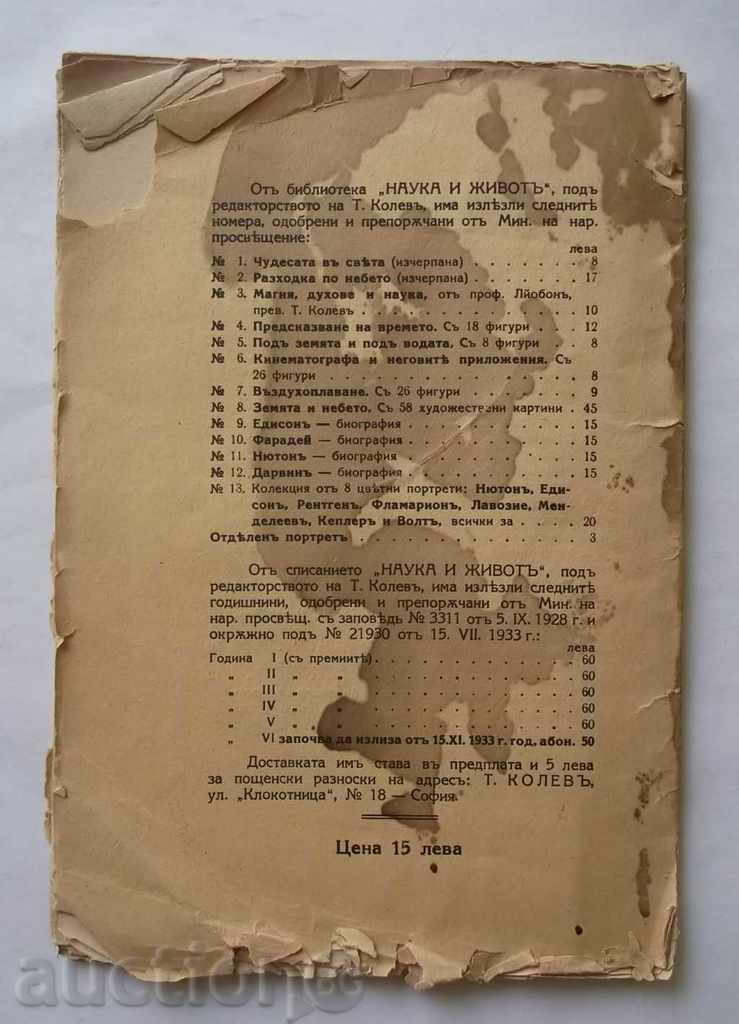 Отъ библиотека „НАУКА И ЖИВОТЪ“, подъ
редакторството на Т. Колевъ, има излѣзли следнитѣ
номера, одобрени и препорѫчани отъ Мин. на нар.
просвѣщение:
лева
№ 1. Чудесата въ свѣта (изчерпана) . . . . . . . 8
№ 2. Разходка по небето (изчерпано) . . . . . . 17
№ 3. Магия, духове и наука, отъ проф. Лйобонъ,
прев. Т. Колевъ . . . . . . . . . . . . . . 10
№ 4. Предсказване на времето. Съ 18 фигури . . . 12
№ 5. Подъ земята и подъ водата. Съ 8 фигури . . 8
№ 6. Кинематографа и неговитѣ приложения. Съ
26 фигури . . . . . . . . . . . . . . . . 8
№ 7. Въздухоплаване. Съ 26 фигури . . . . . . . 9
№ 8. Земята и небето. Съ 58 художествени картини . 45
№ 9. Едисонъ — биография . . . . . . . . . . 15
№ 10. Фарадей — биография . . . . . . . . . . 15
№ 11. Нютонъ — биография . . . . . . . . . . 15
№ 12. Дарвинъ — биография . . . . . . . . . . 15
№ 13. Колекция отъ 8 цвѣтни портрети: Нютонъ, Еди-
сонъ, Рентгенъ, Фламарионъ, Лавозие, Мен-
делеевъ, Кеплеръ и Волтъ, всички за . . . . 20
Отдѣленъ портретъ . . . . . . . . . . . . . 3
Отъ списанието „НАУКА И ЖИВОТЪ“, подъ
редакторството на Т. Колевъ, има излѣзли следнитѣ
годишнини, одобрени и препорѫчани отъ Мин. на
нар. просвѣщ. съ заповѣдь № 3311 отъ 5. IX. 1928 г. и
окрѫжно подъ № 21930 отъ 15. VII. 1933 г.:
лева
Година I (съ премиитѣ) . . . . . . . . . . . . 60
„ II „ „ . . . . . . . . . . . . 60
„ III „ „ . . . . . . . . . . . . 60
„ IV „ „ . . . . . . . . . . . . 60
„ V „ „ . . . . . . . . . . . . 60
„ VI започва да излиза отъ 15.XI. 1933 г. год. абон. 50
Доставката имъ става въ предплата и 5 лева
за пощенски разноски на адресъ: Т. КОЛЕВЪ,
ул. „Клокотница“, № 18 — София.
Цена 15 лева
auction.BG